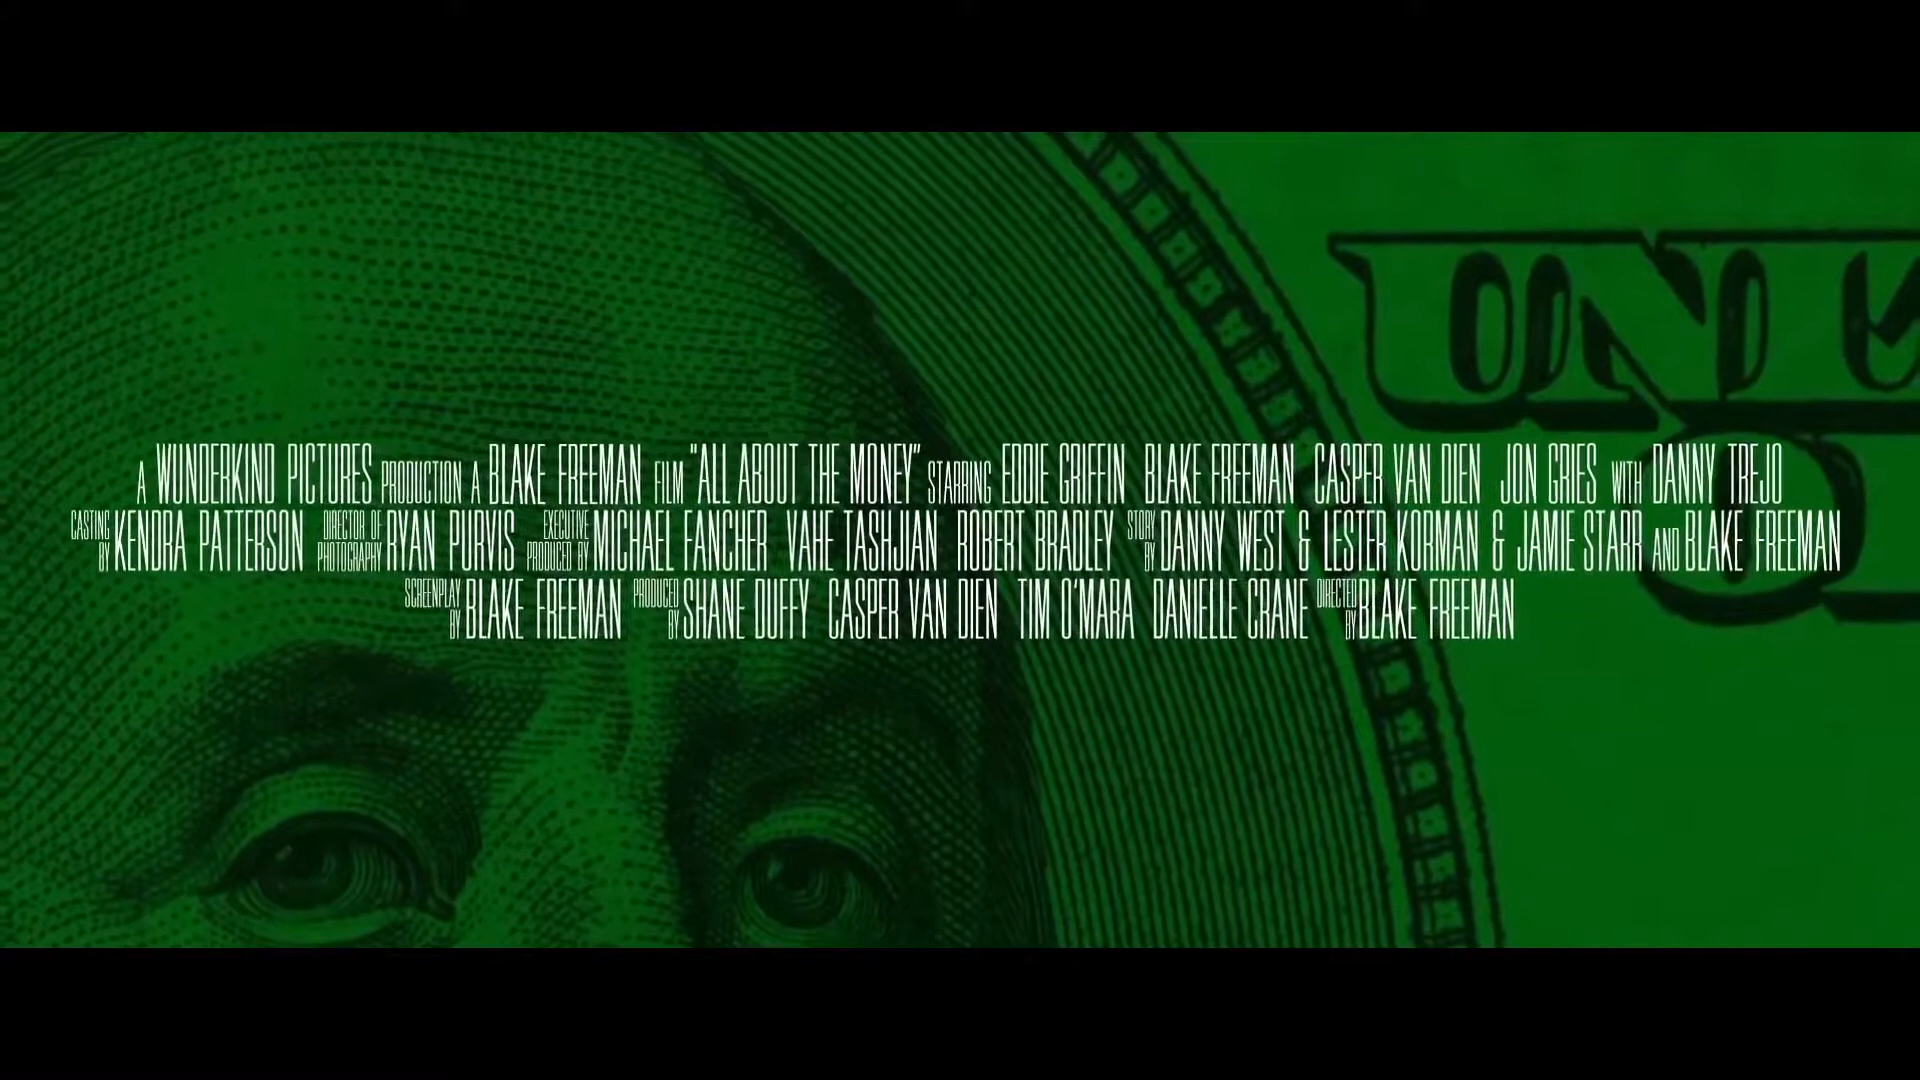 A WUNDERKIND PICTURES PRODUCTION A BLAKE FREEMAN FILM "ALL ABOUT THE MONEY" STARRING EDDIE GRIFFIN BLAKE FREEMAN CASPER VAN DIEN JON GRIES WITH DANNY TREJO
CASTING BY KENDRA PATTERSON DIRECTOR OF PHOTOGRAPHY RYAN PURVIS EXECUTIVE PRODUCED BY MICHAEL FANCHER VAHE TASHJIAN ROBERT BRADLEY STORY BY DANNY WEST & LESTER KORMAN & JAMIE STARR AND BLAKE FREEMAN
SCREENPLAY BY BLAKE FREEMAN PRODUCED BY SHANE DUFFY CASPER VAN DIEN TIM O'MARA DANIELLE CRANE DIRECTED BY BLAKE FREEMAN